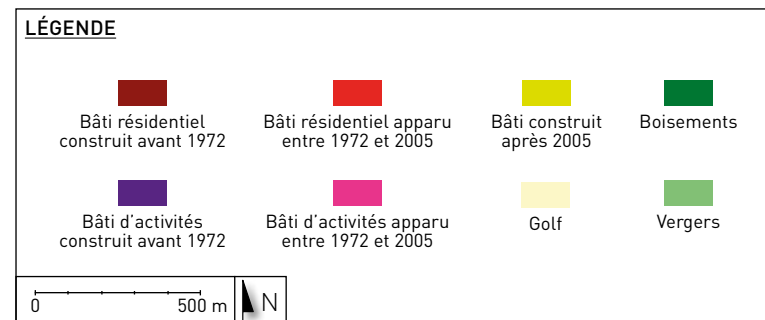 LÉGENDE
Bâti résidentiel
construit avant 1972
Bâti résidentiel apparu
entre 1972 et 2005
Bâti construit
après 2005
Boisements
Bâti d'activités
construit avant 1972
Bâti d'activités apparu
entre 1972 et 2005
Golf
Vergers
0 500 m
N